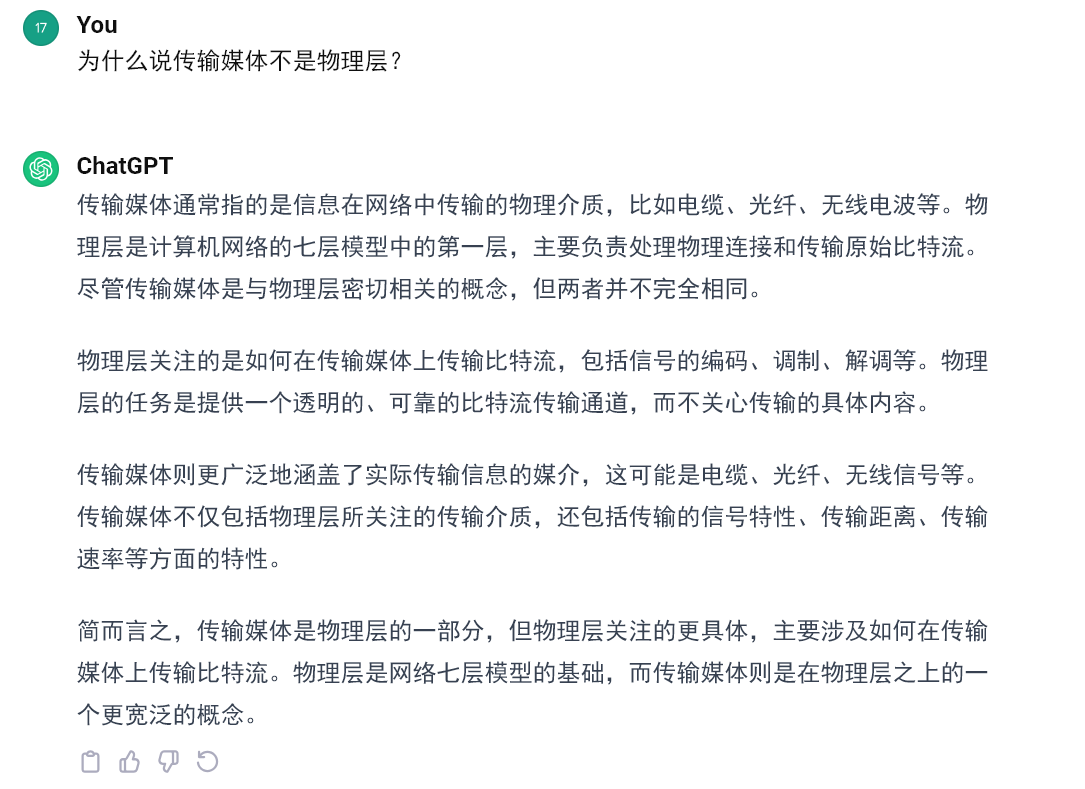 17
You
为什么说传输媒体不是物理层？
ChatGPT
传输媒体通常指的是信息在网络中传输的物理介质，比如电缆、光纤、无线电波等。物
理层是计算机网络的七层模型中的第一层，主要负责处理物理连接和传输原始比特流。
尽管传输媒体是与物理层密切相关的概念，但两者并不完全相同。
物理层关注的是如何在传输媒体上传输比特流，包括信号的编码、调制、解调等。物理
层的任务是提供一个透明的、可靠的比特流传输通道，而不关心传输的具体内容。
传输媒体则更广泛地涵盖了实际传输信息的媒介，这可能是电缆、光纤、无线信号等。
传输媒体不仅包括物理层所关注的传输介质，还包括传输的信号特性、传输距离、传输
速率等方面的特性。
简而言之，传输媒体是物理层的一部分，但物理层关注的更具体，主要涉及如何在传输
媒体上传输比特流。物理层是网络七层模型的基础，而传输媒体则是在物理层之上的一
个更宽泛的概念。